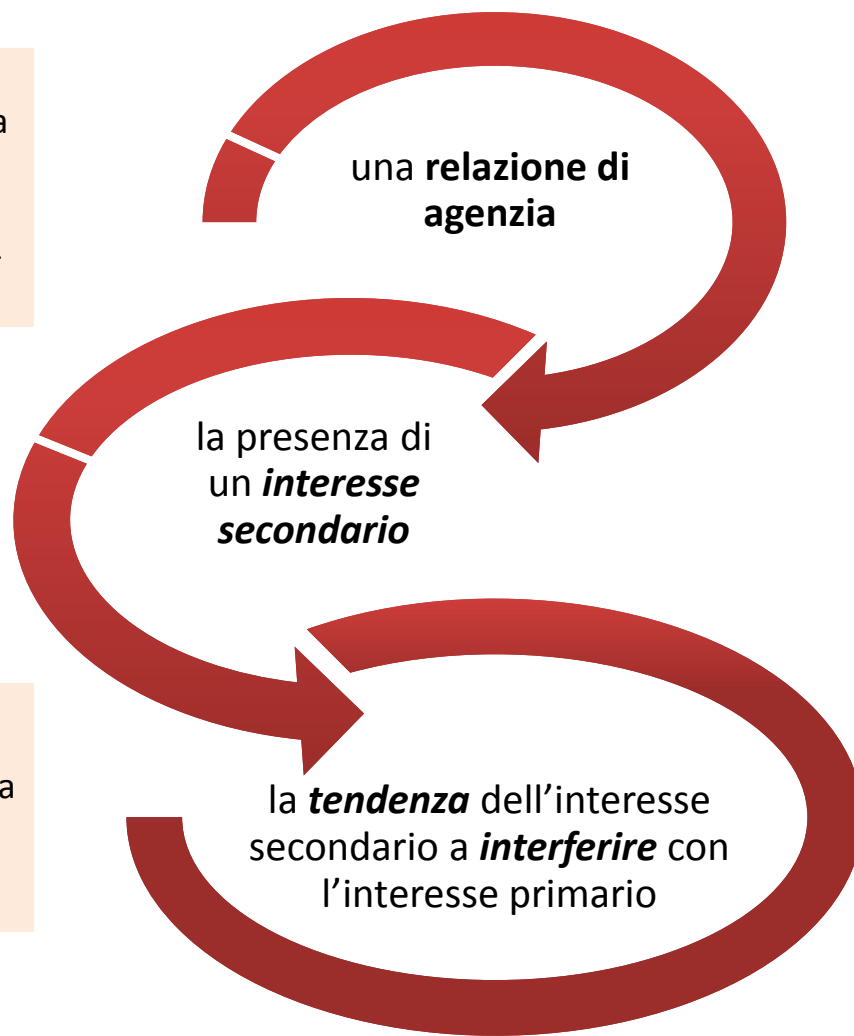 una relazione di
agenzia
la presenza di
un interesse
secondario
la tendenza dell’interesse
secondario a interferire con
l’interesse primario